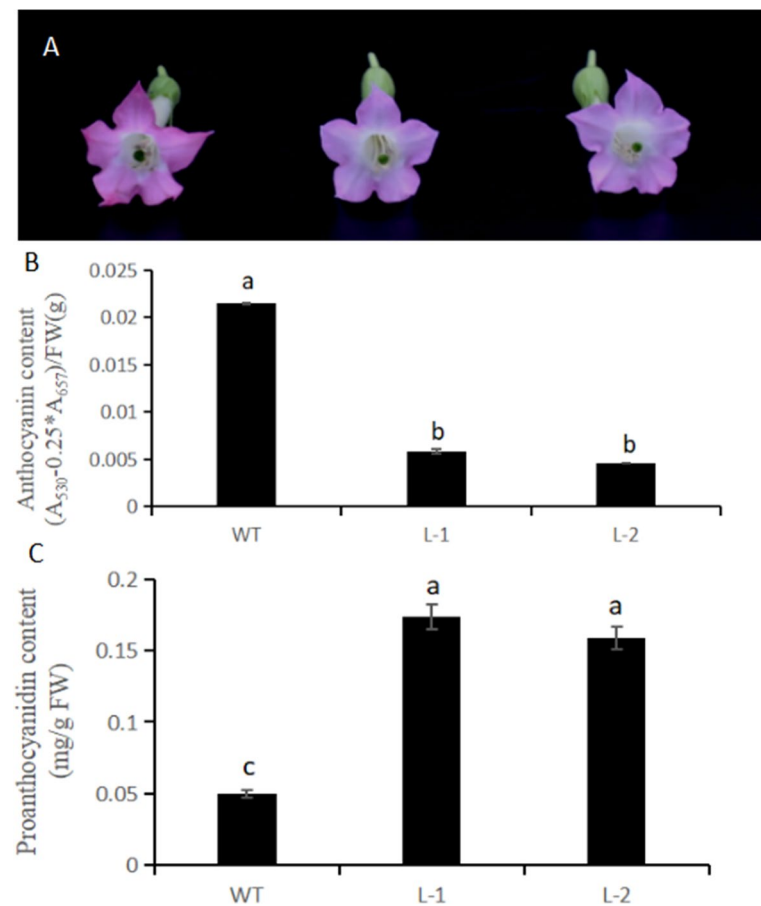 A
B
Anthocyanin content
(A530-0.25*A657)/FW(g)
0.025
0.02
0.015
0.01
0.005
0
a
b
b
WT L-1 L-2
C
Proanthocyanidin content
(mg/g FW)
0.2
0.15
0.1
0.05
0
c
a
a
WT L-1 L-2